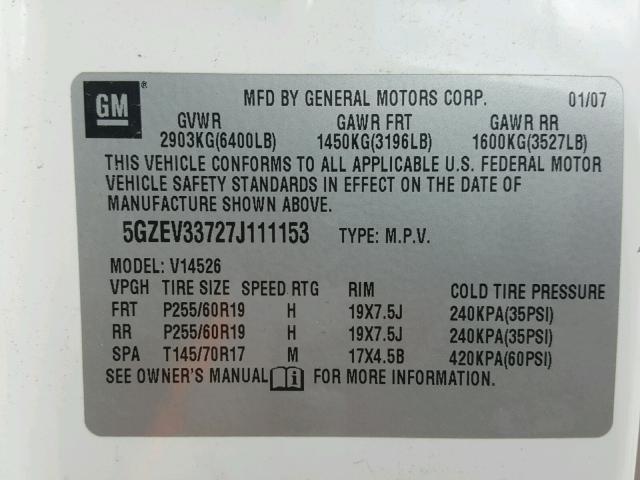 GM ® MFD BY GENERAL MOTORS CORP. 01/07
GVWR GAWR FRT GAWR RR
2903KG(6400LB) 1450KG(3196LB) 1600KG(3527LB)
THIS VEHICLE CONFORMS TO ALL APPLICABLE U.S. FEDERAL MOTOR
VEHICLE SAFETY STANDARDS IN EFFECT ON THE DATE OF
MANUFACTURE SHOWN ABOVE.
5GZEV33727J111153 TYPE: M.P.V.
MODEL: V14526
VPGH TIRE SIZE SPEED RTG RIM COLD TIRE PRESSURE
FRT P255/60R19 H 19X7.5J 240KPA(35PSI)
RR P255/60R19 H 19X7.5J 240KPA(35PSI)
SPA T145/70R17 M 17X4.5B 420KPA(60PSI)
SEE OWNER'S MANUAL i FOR MORE INFORMATION.